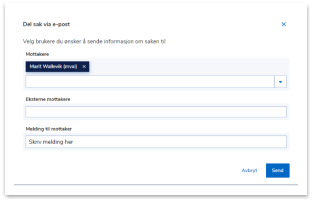 Del sak via e-post
Velg brukere du ønsker å sende informasjon om saken til
Mottakere
Marit Wallevik (mval) ×
Eksterne mottakere
Melding til mottaker
Skriv melding her
Avbryt Send